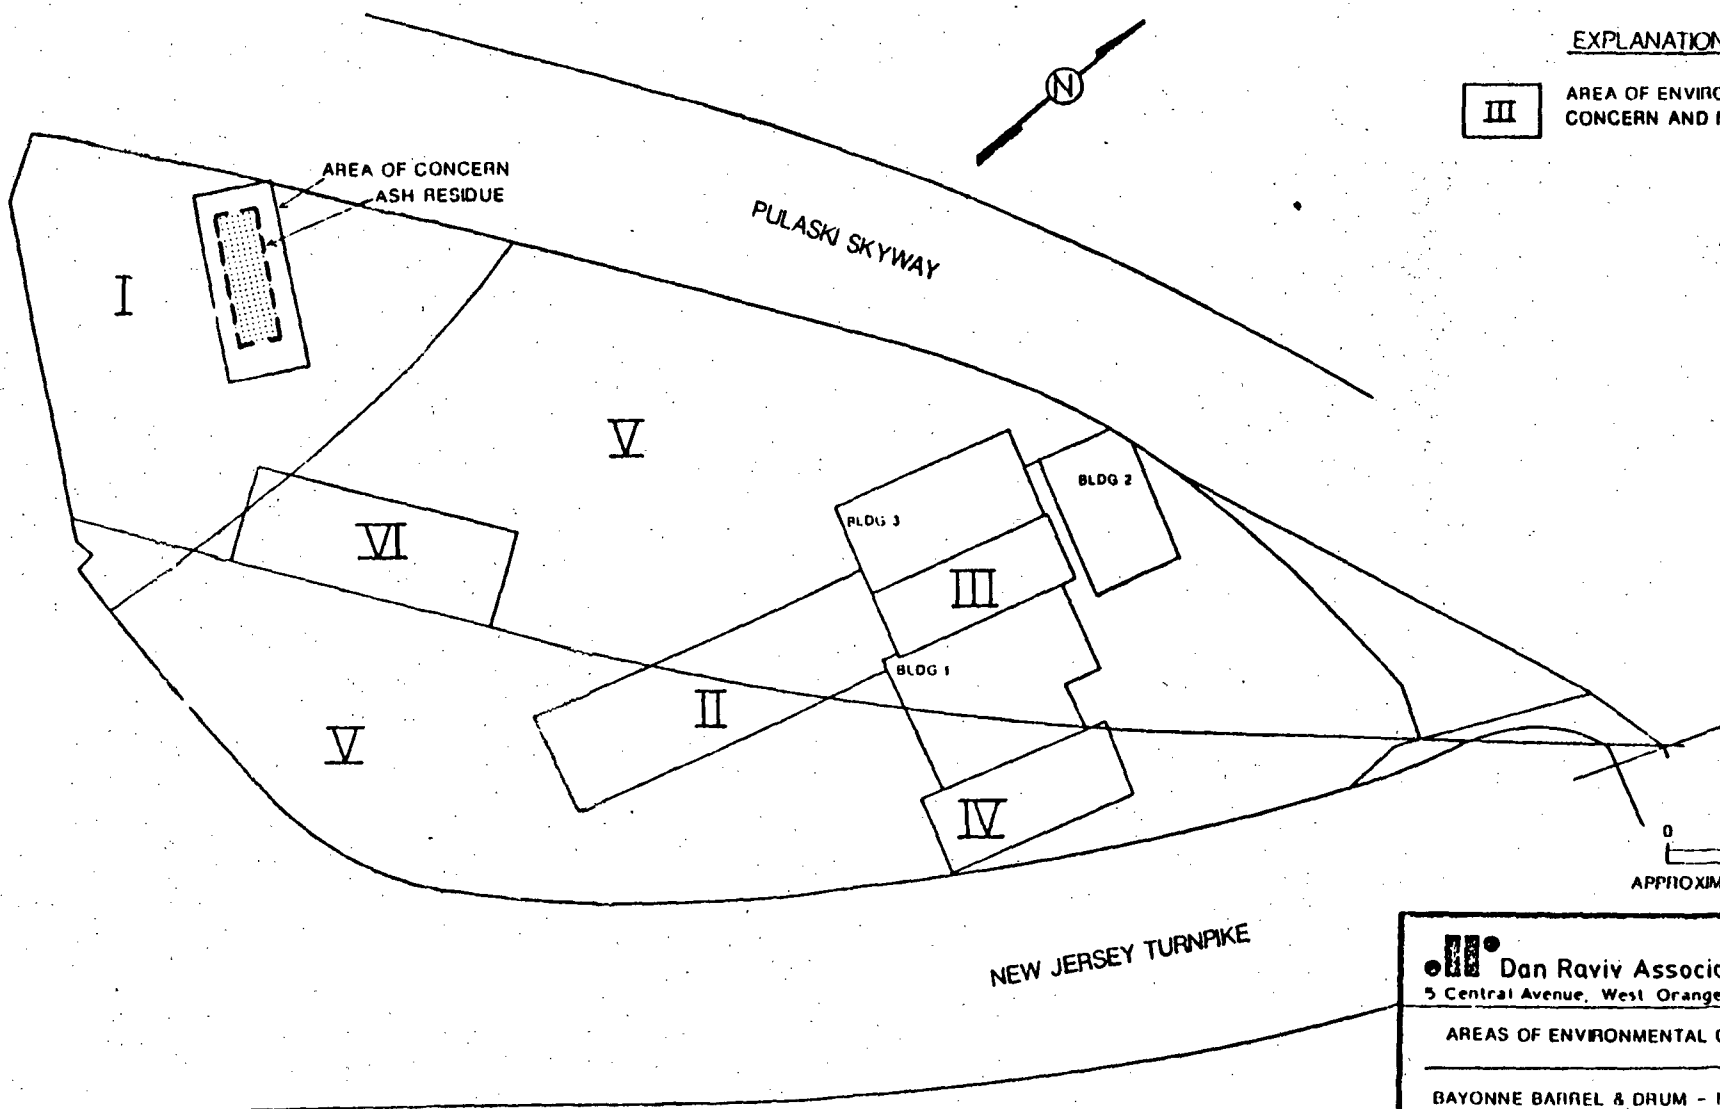 EXPLANATION
III
AREA OF ENVIRO
CONCERN AND
N
AREA OF CONCERN
ASH RESIDUE
PULASKI SKYWAY
I
V
BLDG 2
BLDG 3
VI
III
BLDG 1
II
V
IV
0
APPROXIM
NEW JERSEY TURNPIKE
Dan Raviv Associa
5 Central Avenue, West Orange
AREAS OF ENVIRONMENTAL
BAYONNE BARREL & DRUM -